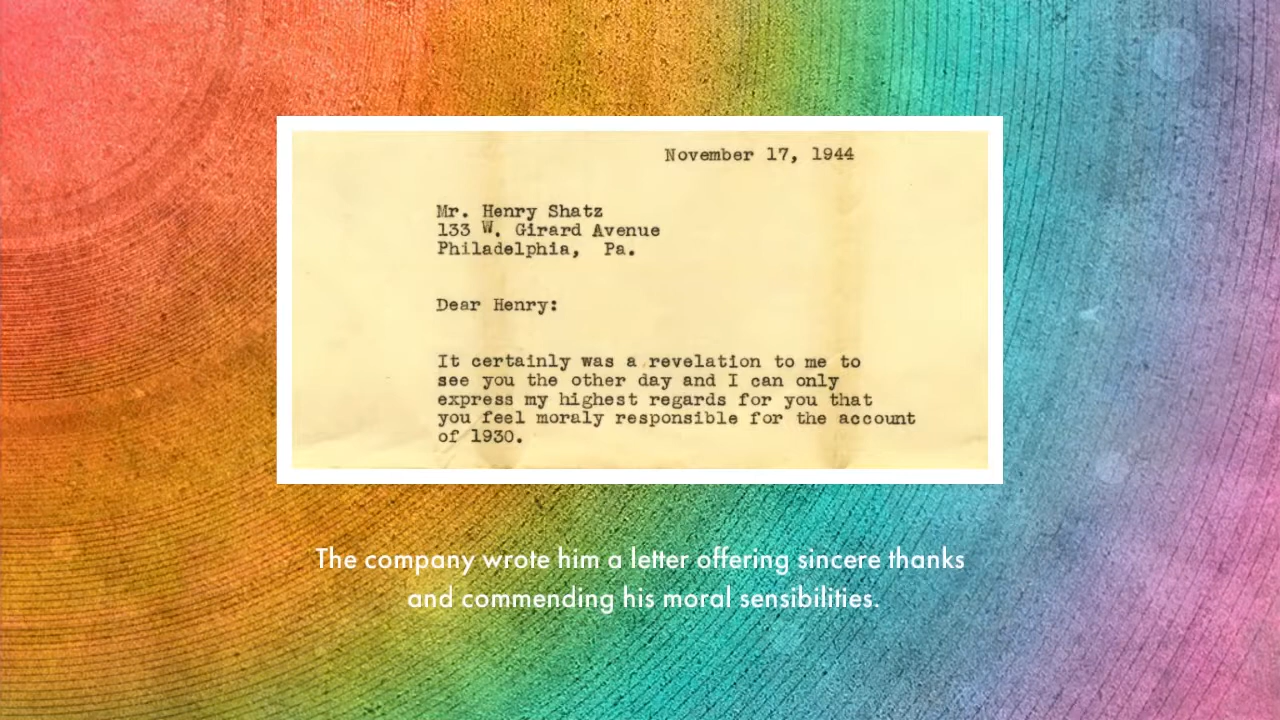 November 17, 1944
Mr. Henry Shatz
133 W. Girard Avenue
Philadelphia, Pa.
Dear Henry:
It certainly was a revelation to me to
see you the other day and I can only
express my highest regards for you that
you feel moraly responsible for the account
of 1930.
The company wrote him a letter offering sincere thanks
and commending his moral sensibilities.